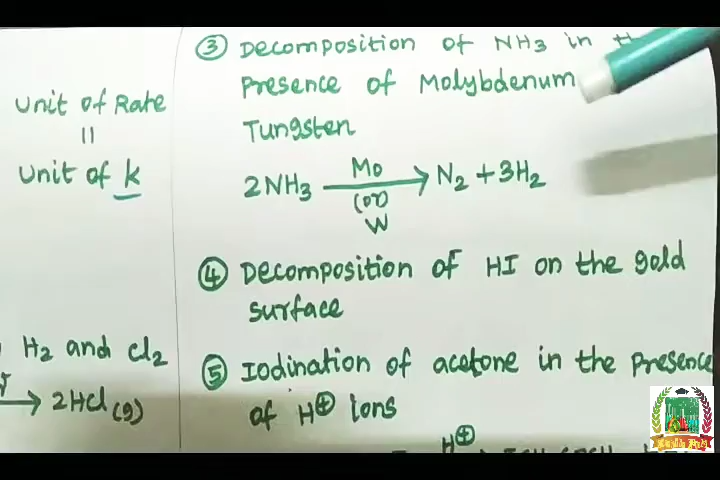 Unit of Rate
||
Unit of k
H2 and Cl2
→ 2HCl(g)
③ Decomposition of NH3 in
Presence of Molybdenum
Tungsten
2NH3 Mo (or) W → N2 + 3H2
④ Decomposition of HI on the gold
surface
⑤ Iodination of acetone in the presence
of H⊕ ions
H⊕